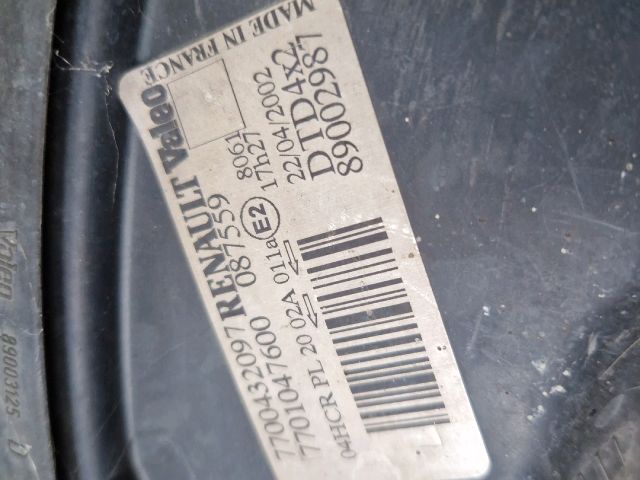 7700432097 RENAULT Valeo MADE IN FRANCE
7701047600 087559 8061
04HCR PL 20 02A 011a E2 17h27
22/04/2002
DTD4x2
89002987
Valeo 89003125 D